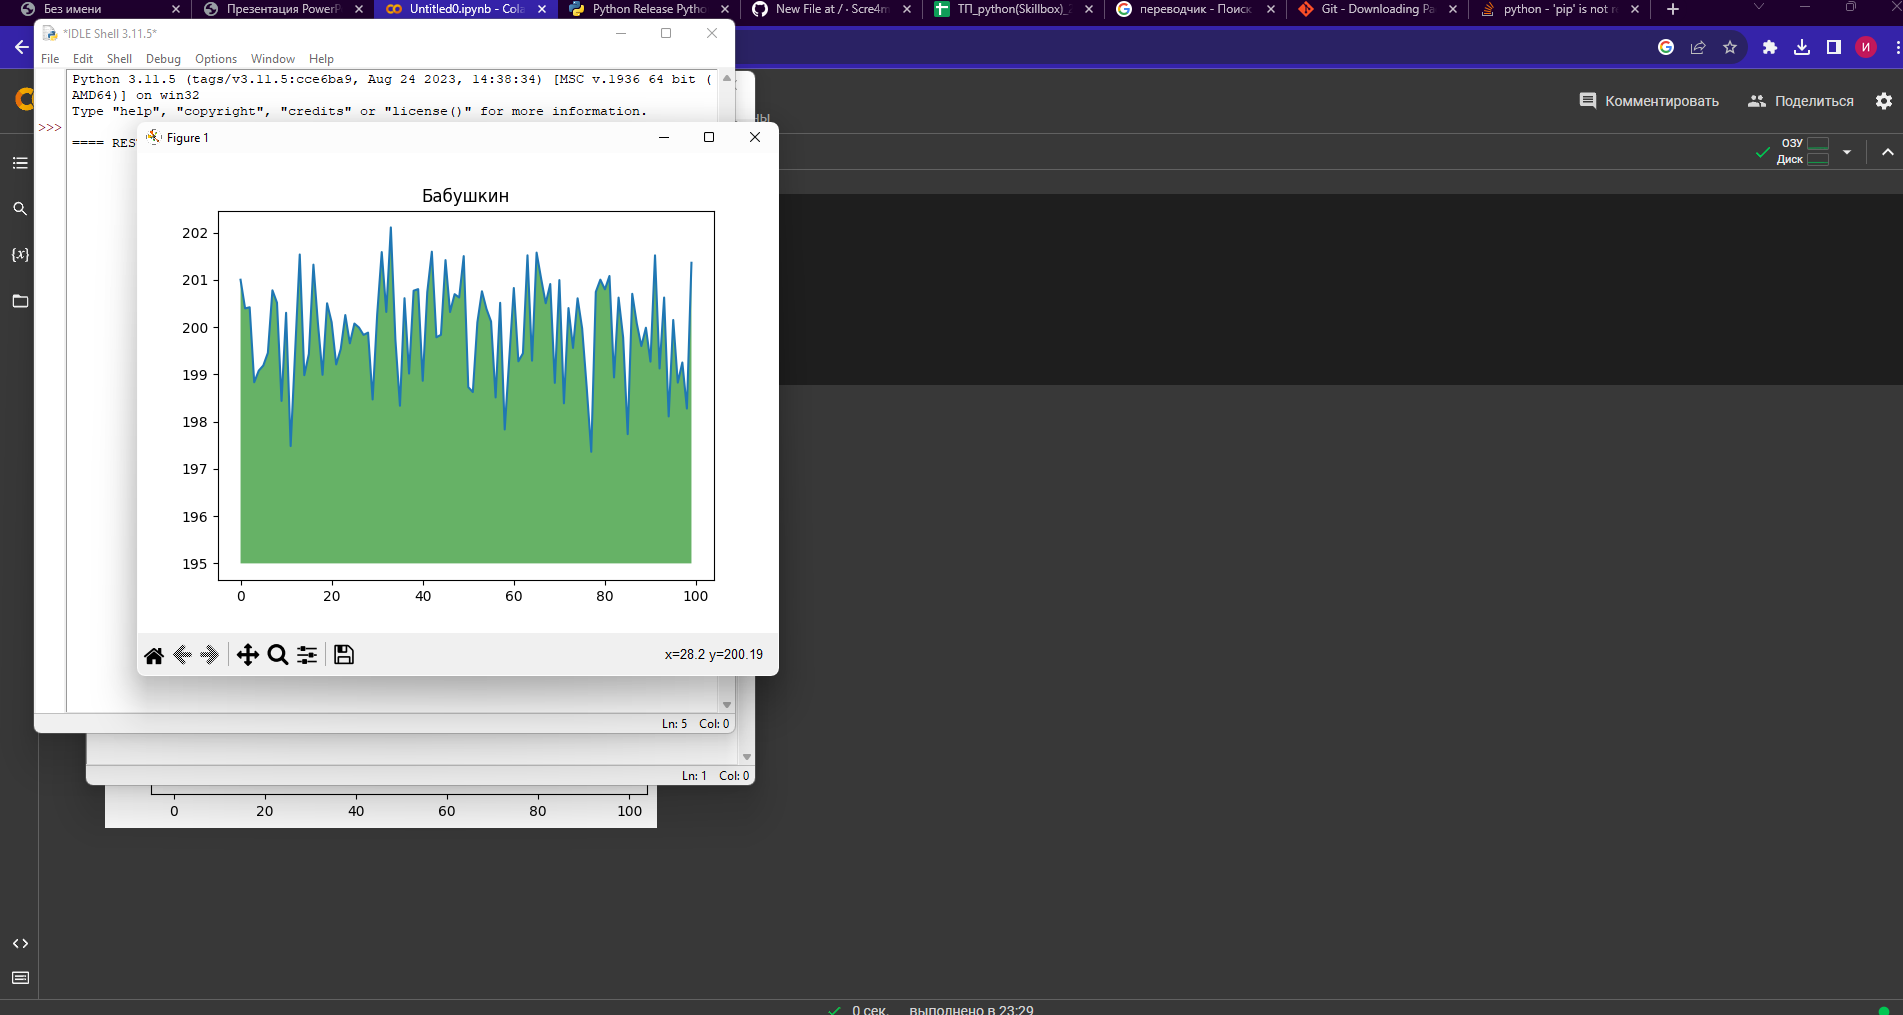 Без имени
Презентация PowerP
Untitled0.ipynb - Cola
Python Release Pytho
New File at / · Scre4m
ТП_python(Skillbox)_2
переводчик - Поиск
Git - Downloading Pa
python - 'pip' is not r
*IDLE Shell 3.11.5*
File Edit Shell Debug Options Window Help
Python 3.11.5 (tags/v3.11.5:cce6ba9, Aug 24 2023, 14:38:34) [MSC v.1936 64 bit (
AMD64)] on win32
Type "help", "copyright", "credits" or "license()" for more information.
>>>
==== RES
И
Комментировать
Поделиться
ны
ОЗУ
Диск
{x}
Figure 1
Бабушкин
202
201
200
199
198
197
196
195
0 20 40 60 80 100
x=28.2 y=200.19
Ln: 5 Col: 0
Ln: 1 Col: 0
0 20 40 60 80 100
0 сек. выполнено в 23:29